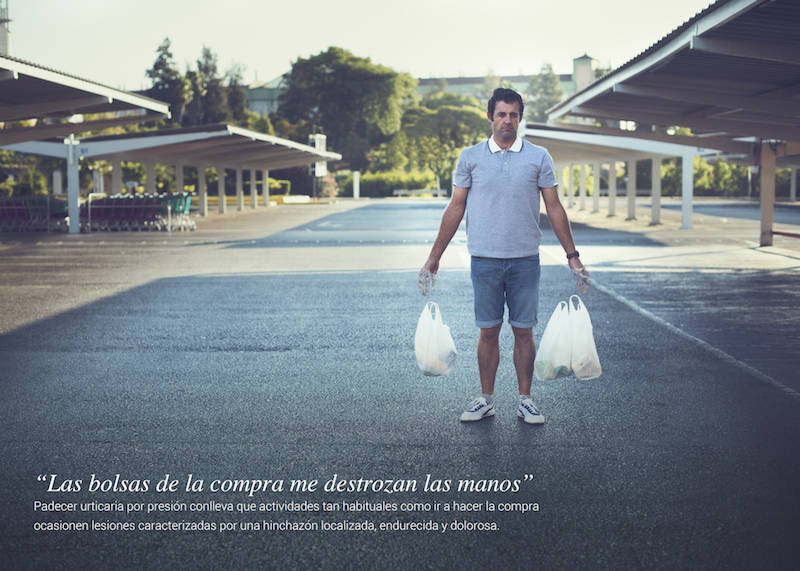 “Las bolsas de la compra me destrozan las manos”
Padecer urticaria por presión conlleva que actividades tan habituales como ir a hacer la compra
ocasionen lesiones caracterizadas por una hinchazón localizada, endurecida y dolorosa.